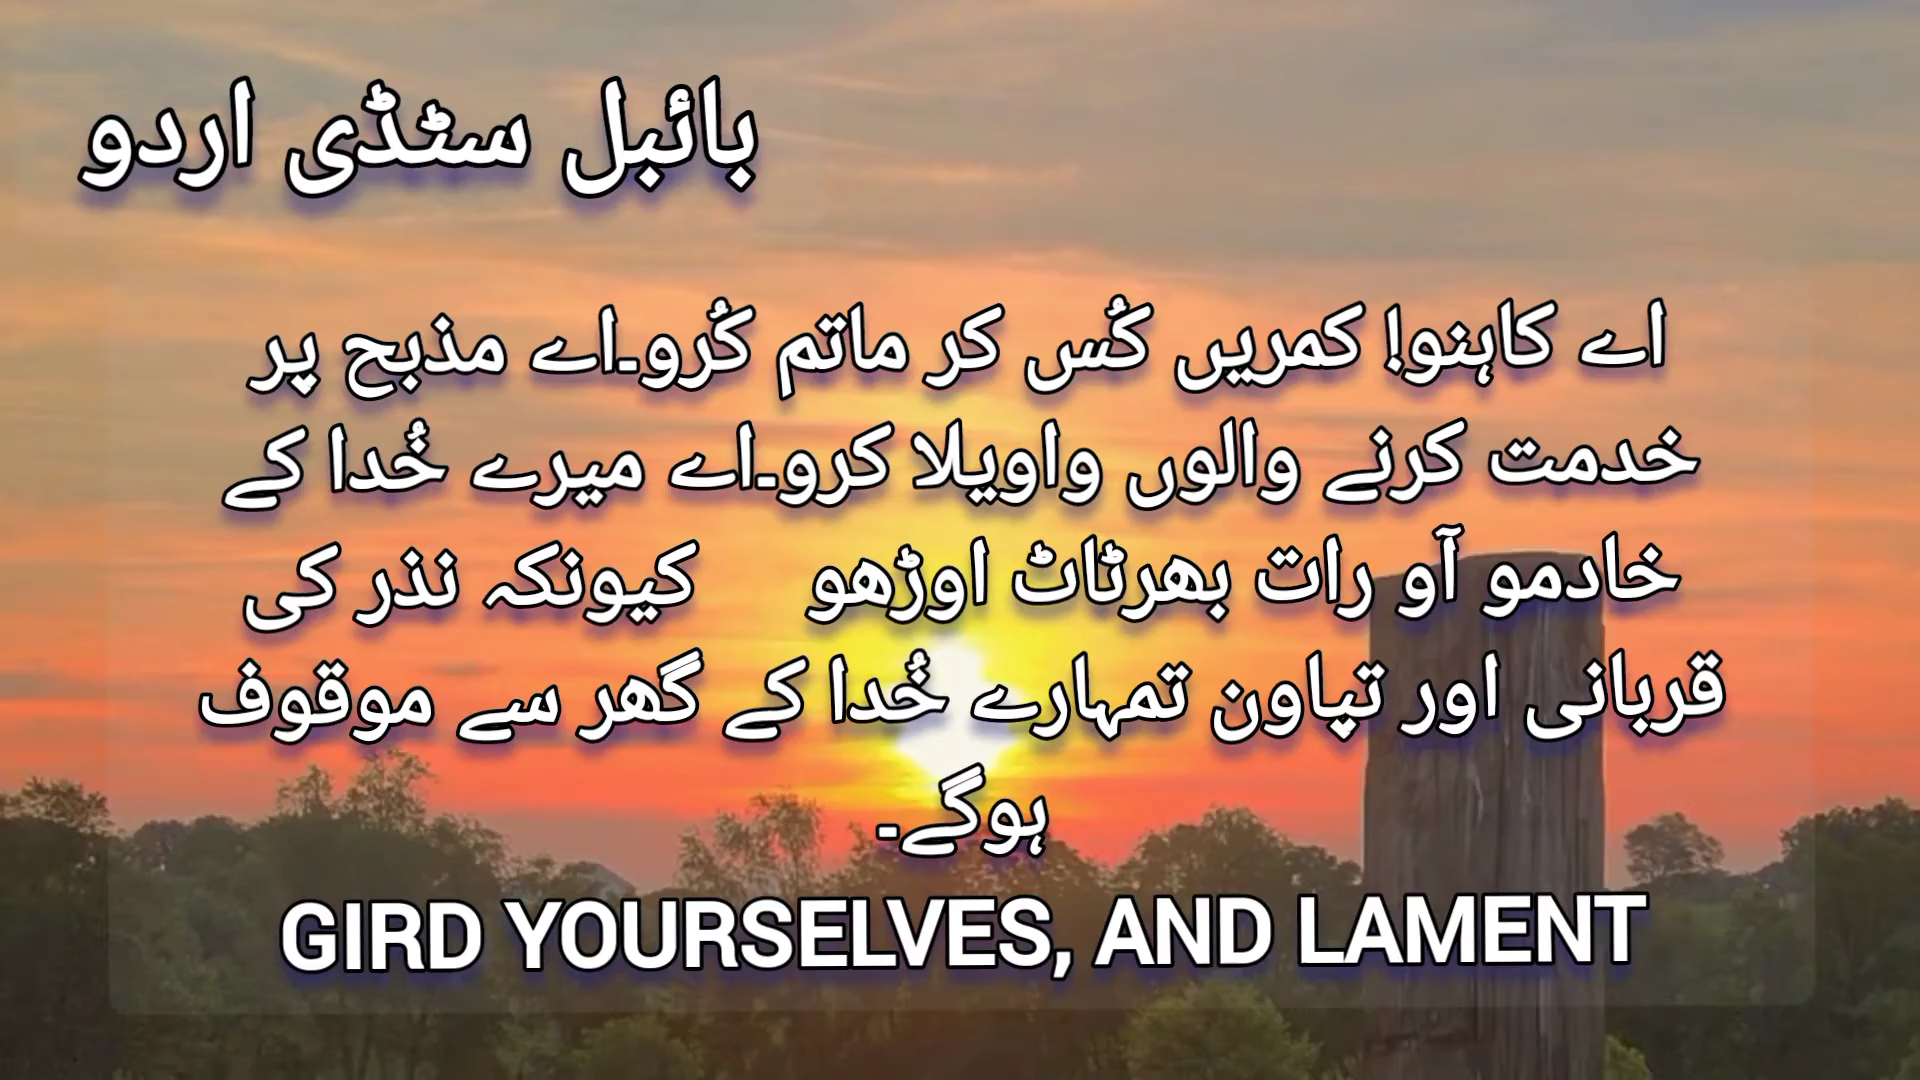 بائبل سٹڈی اردو
اے کاہنو! کمریں کُس کر ماتم کُرو۔اے مذبح پر
خدمت کرنے والوں واویلا کرو۔اے میرے خُدا کے
خادمو آو رات بھرٹاٹ اوڑھو کیونکہ نذر کی
قربانی اور تپاون تمہارے خُدا کے گھر سے موقوف
ہوگے۔
GIRD YOURSELVES, AND LAMENT